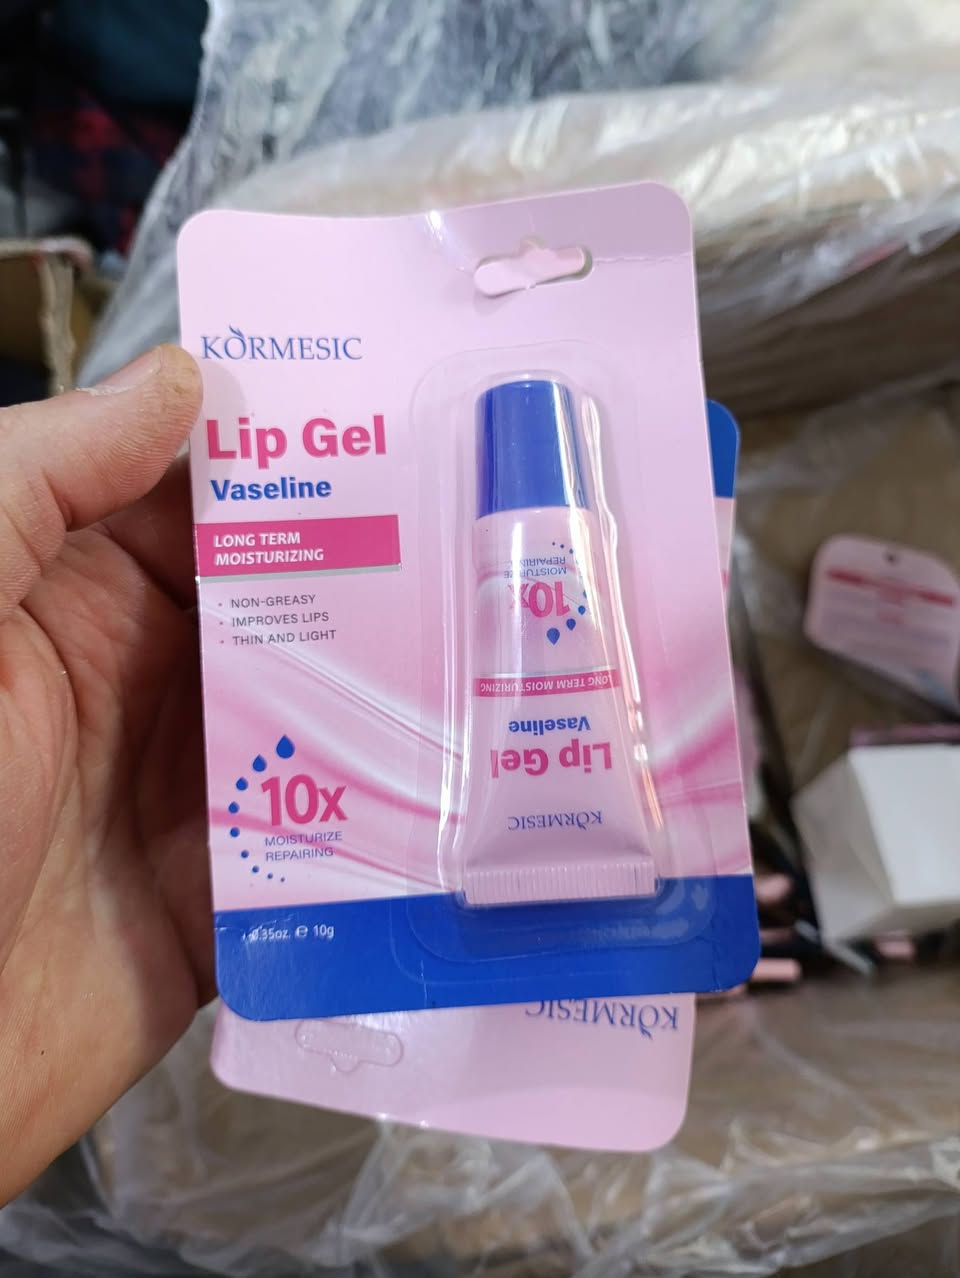 KORMESIC
Lip Gel
Vaseline
LONG TERM
MOISTURIZING
• NON-GREASY
• IMPROVES LIPS
• THIN AND LIGHT
10x
MOISTURIZE
REPAIRING
0.35oz. ℮ 10g
KORMESIC
Lip Gel
Vaseline
LONG TERM MOISTURIZING
10x
MOISTURIZE
REPAIRING
KORMESIC